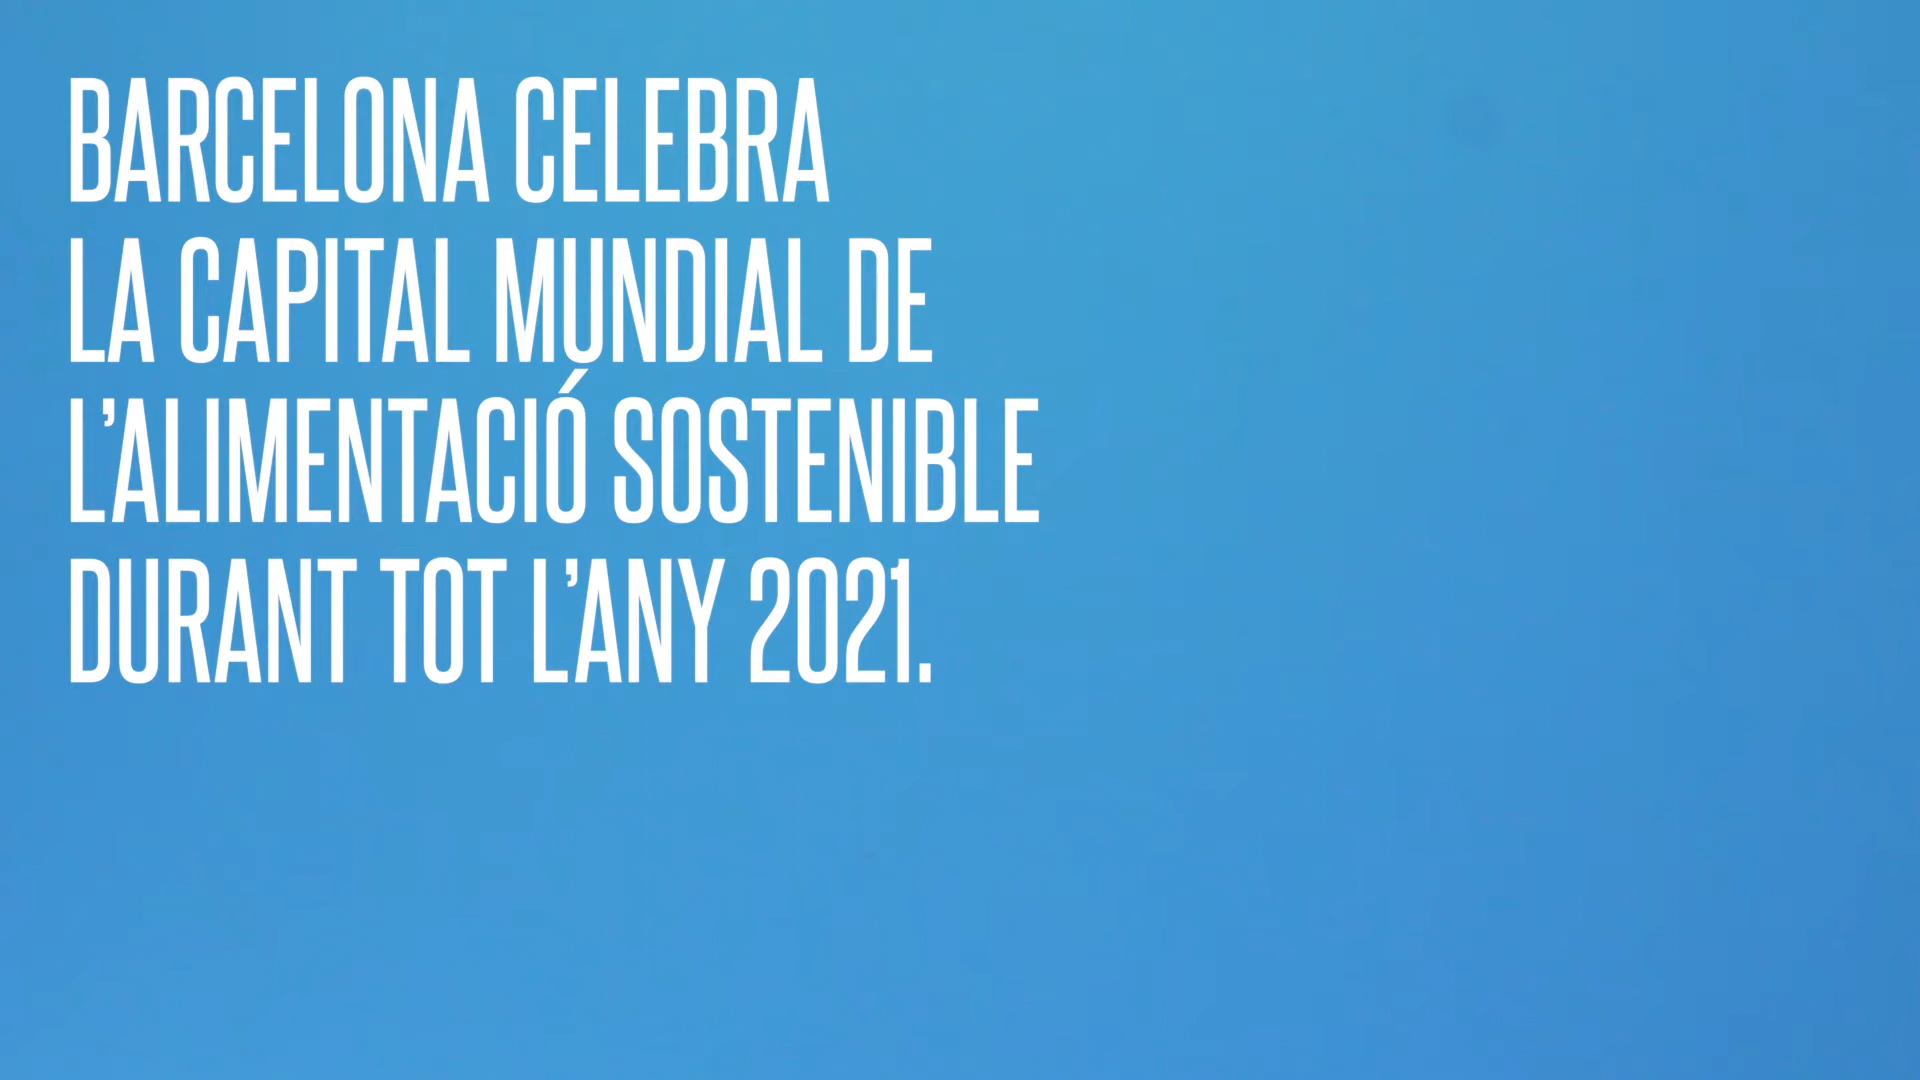 BARCELONA CELEBRA
LA CAPITAL MUNDIAL DE
L’ALIMENTACIÓ SOSTENIBLE
DURANT TOT L’ANY 2021.